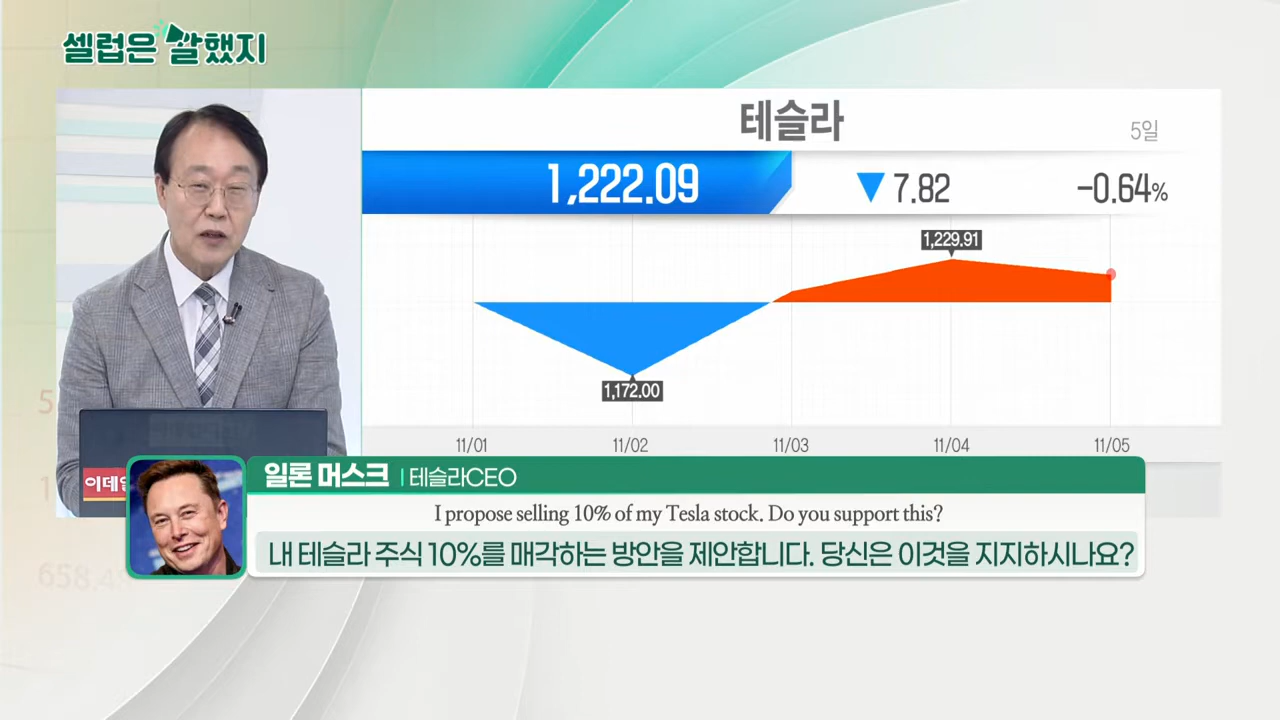 셀럽은 말했지
테슬라
5일
1,222.09 ▼ 7.82 -0.64%
1,229.91
1,172.00
11/01 11/02 11/03 11/04 11/05
이데일
일론 머스크 | 테슬라CEO
I propose selling 10% of my Tesla stock. Do you support this?
내 테슬라 주식 10%를 매각하는 방안을 제안합니다. 당신은 이것을 지지하시나요?